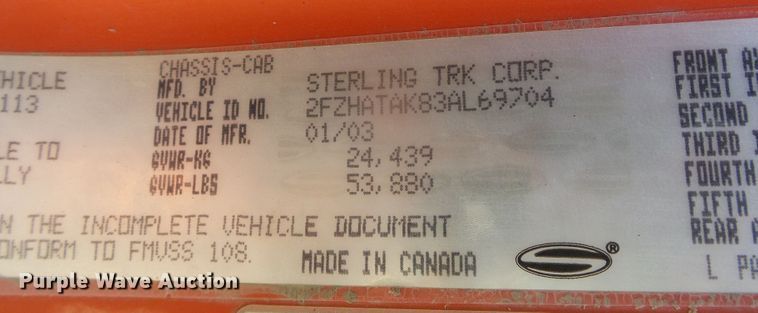 HICLE CHASSIS-CAB
113 MFD. BY STERLING TRK CORP.
VEHICLE ID NO. 2FZHATAK83AL69704
DATE OF MFR. 01/03
LE TO GVWR-KG 24,439
LLY GVWR-LBS 53,880
N THE INCOMPLETE VEHICLE DOCUMENT
ONFORM TO FMVSS 108.
MADE IN CANADA
®
FRONT A
FIRST I
SECOND
THIRD I
FOURTH
FIFTH
REAR A
L PA
Purple Wave Auction